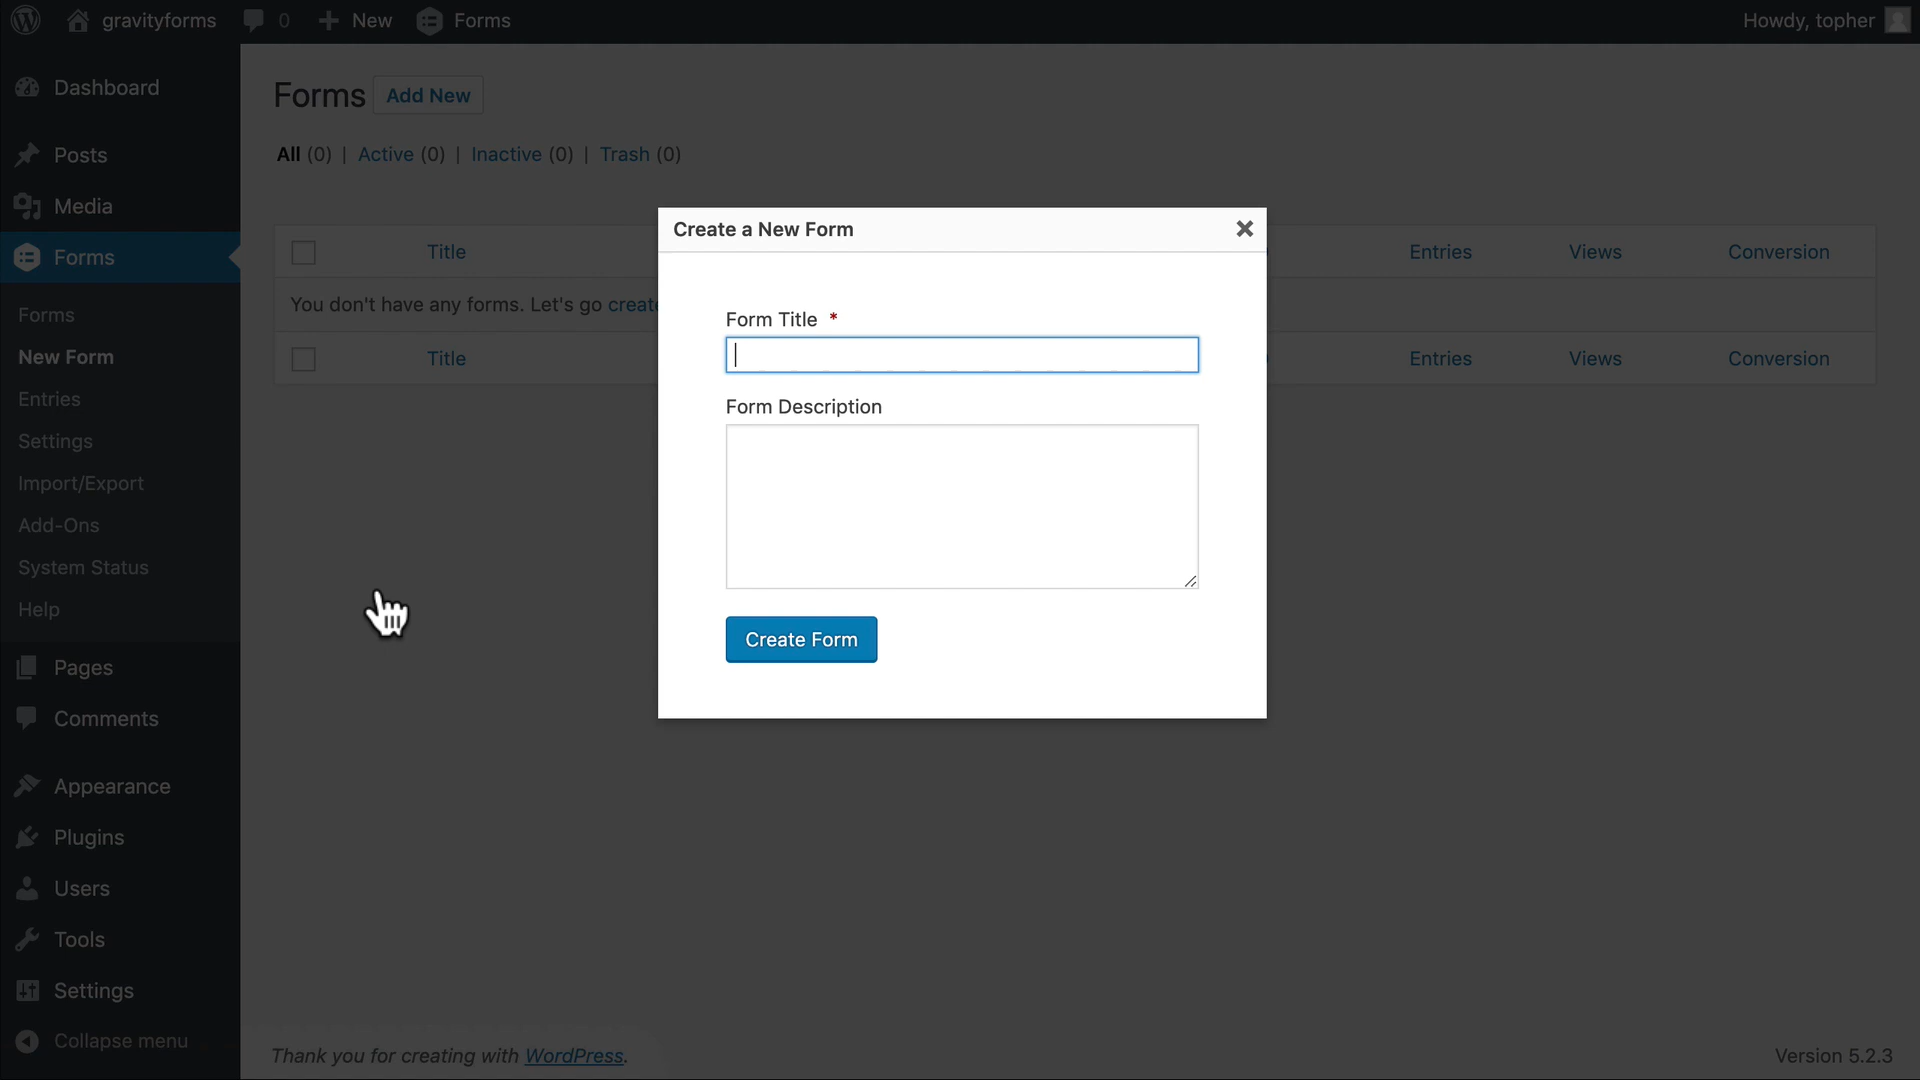 gravityforms 0 New Forms Howdy, topher
Dashboard
Posts
Media
Forms
Forms
New Form
Entries
Settings
Import/Export
Add-Ons
System Status
Help
Pages
Comments
Appearance
Plugins
Users
Tools
Settings
Collapse menu
Forms Add New
All (0) | Active (0) | Inactive (0) | Trash (0)
Title Entries Views Conversion
You don't have any forms. Let's go create
Title Entries Views Conversion
Create a New Form
Form Title *
Form Description
Create Form
Thank you for creating with WordPress.
Version 5.2.3